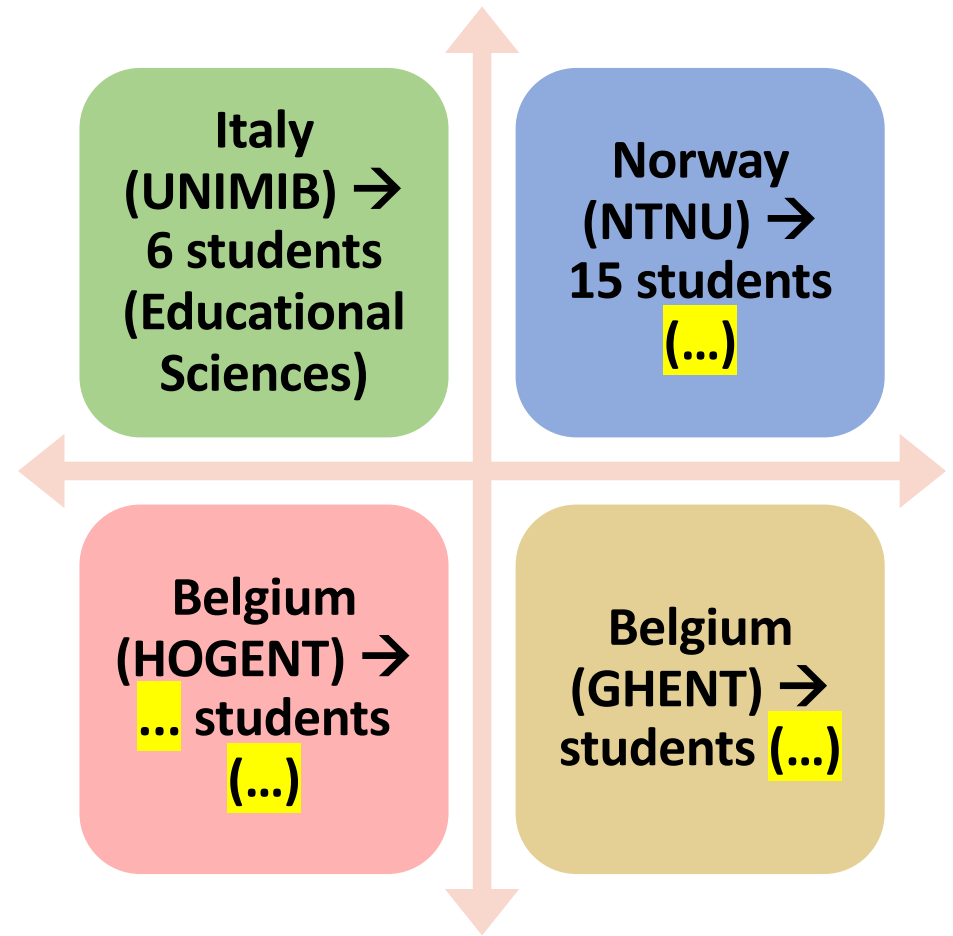 Italy
(UNIMIB) →
6 students
(Educational
Sciences)
Norway
(NTNU) →
15 students
(…)
Belgium
(HOGENT) →
… students
(…)
Belgium
(GHENT) →
students (…)